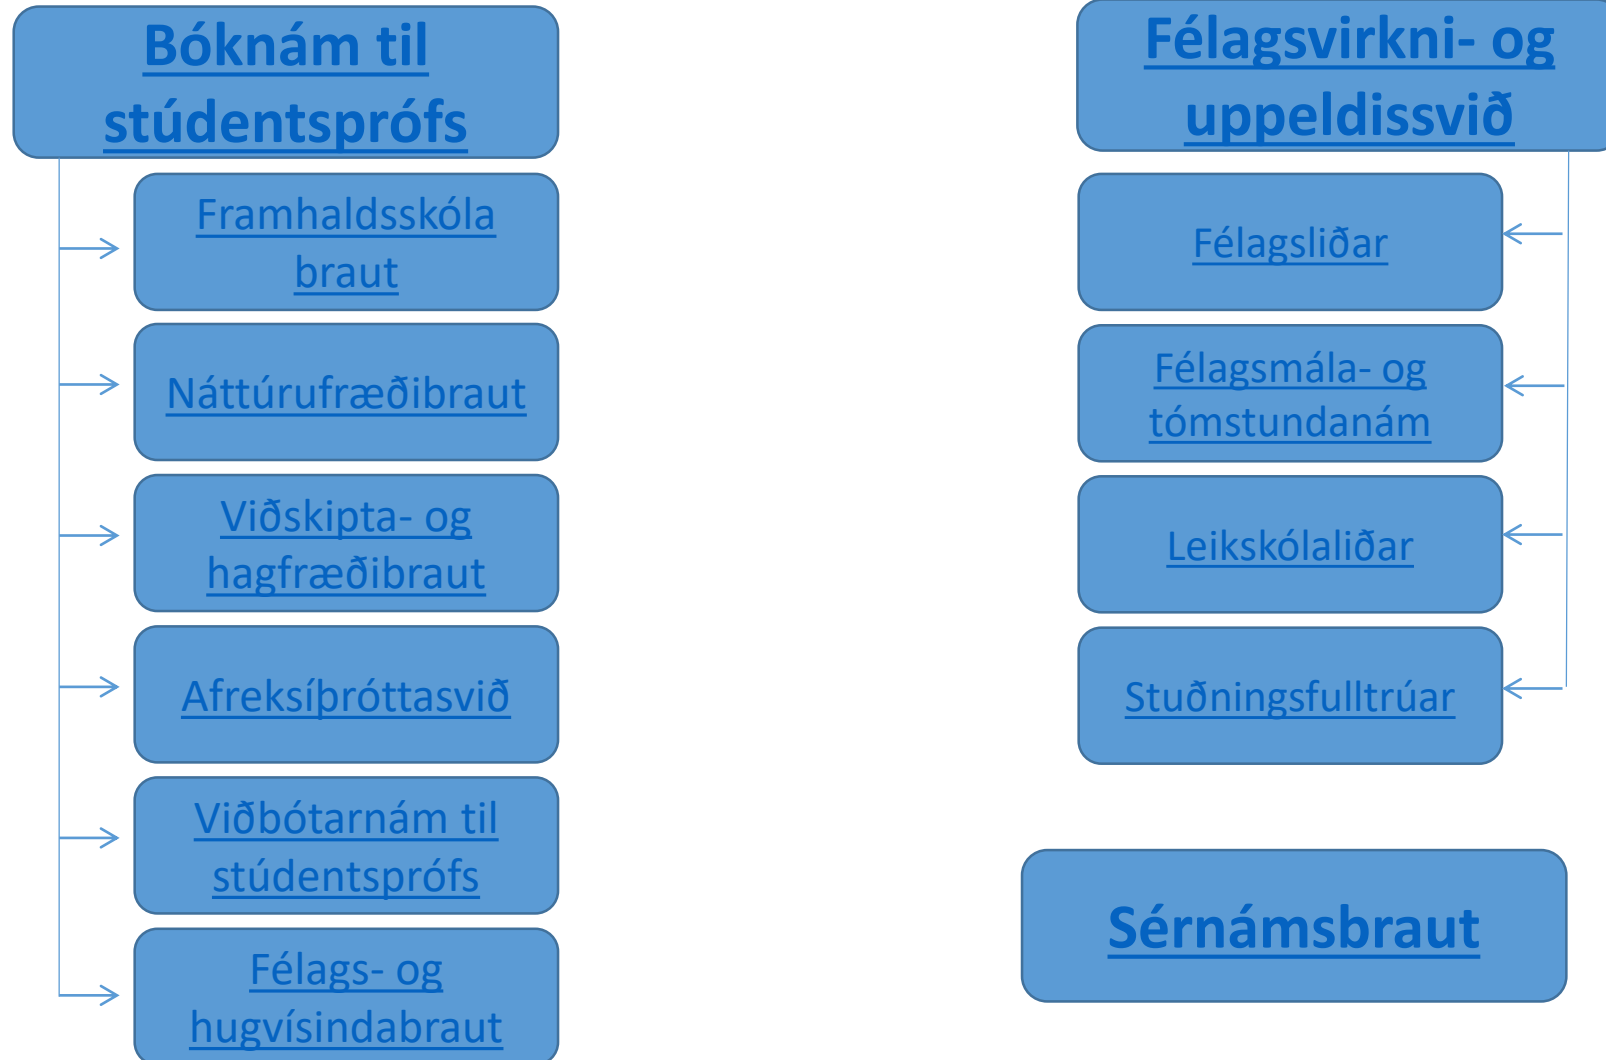 Bóknám til
stúdentsprófs
Framhaldsskóla
braut
Náttúrufræðibraut
Viðskipta- og
hagfræðibraut
Afreksíþróttasvið
Viðbótarnám til
stúdentsprófs
Félags- og
hugvísindabraut
Félagsvirkni- og
uppeldissvið
Félagsliðar
Félagsmála- og
tómstundanám
Leikskólaliðar
Stuðningsfulltrúar
Sérnámsbraut